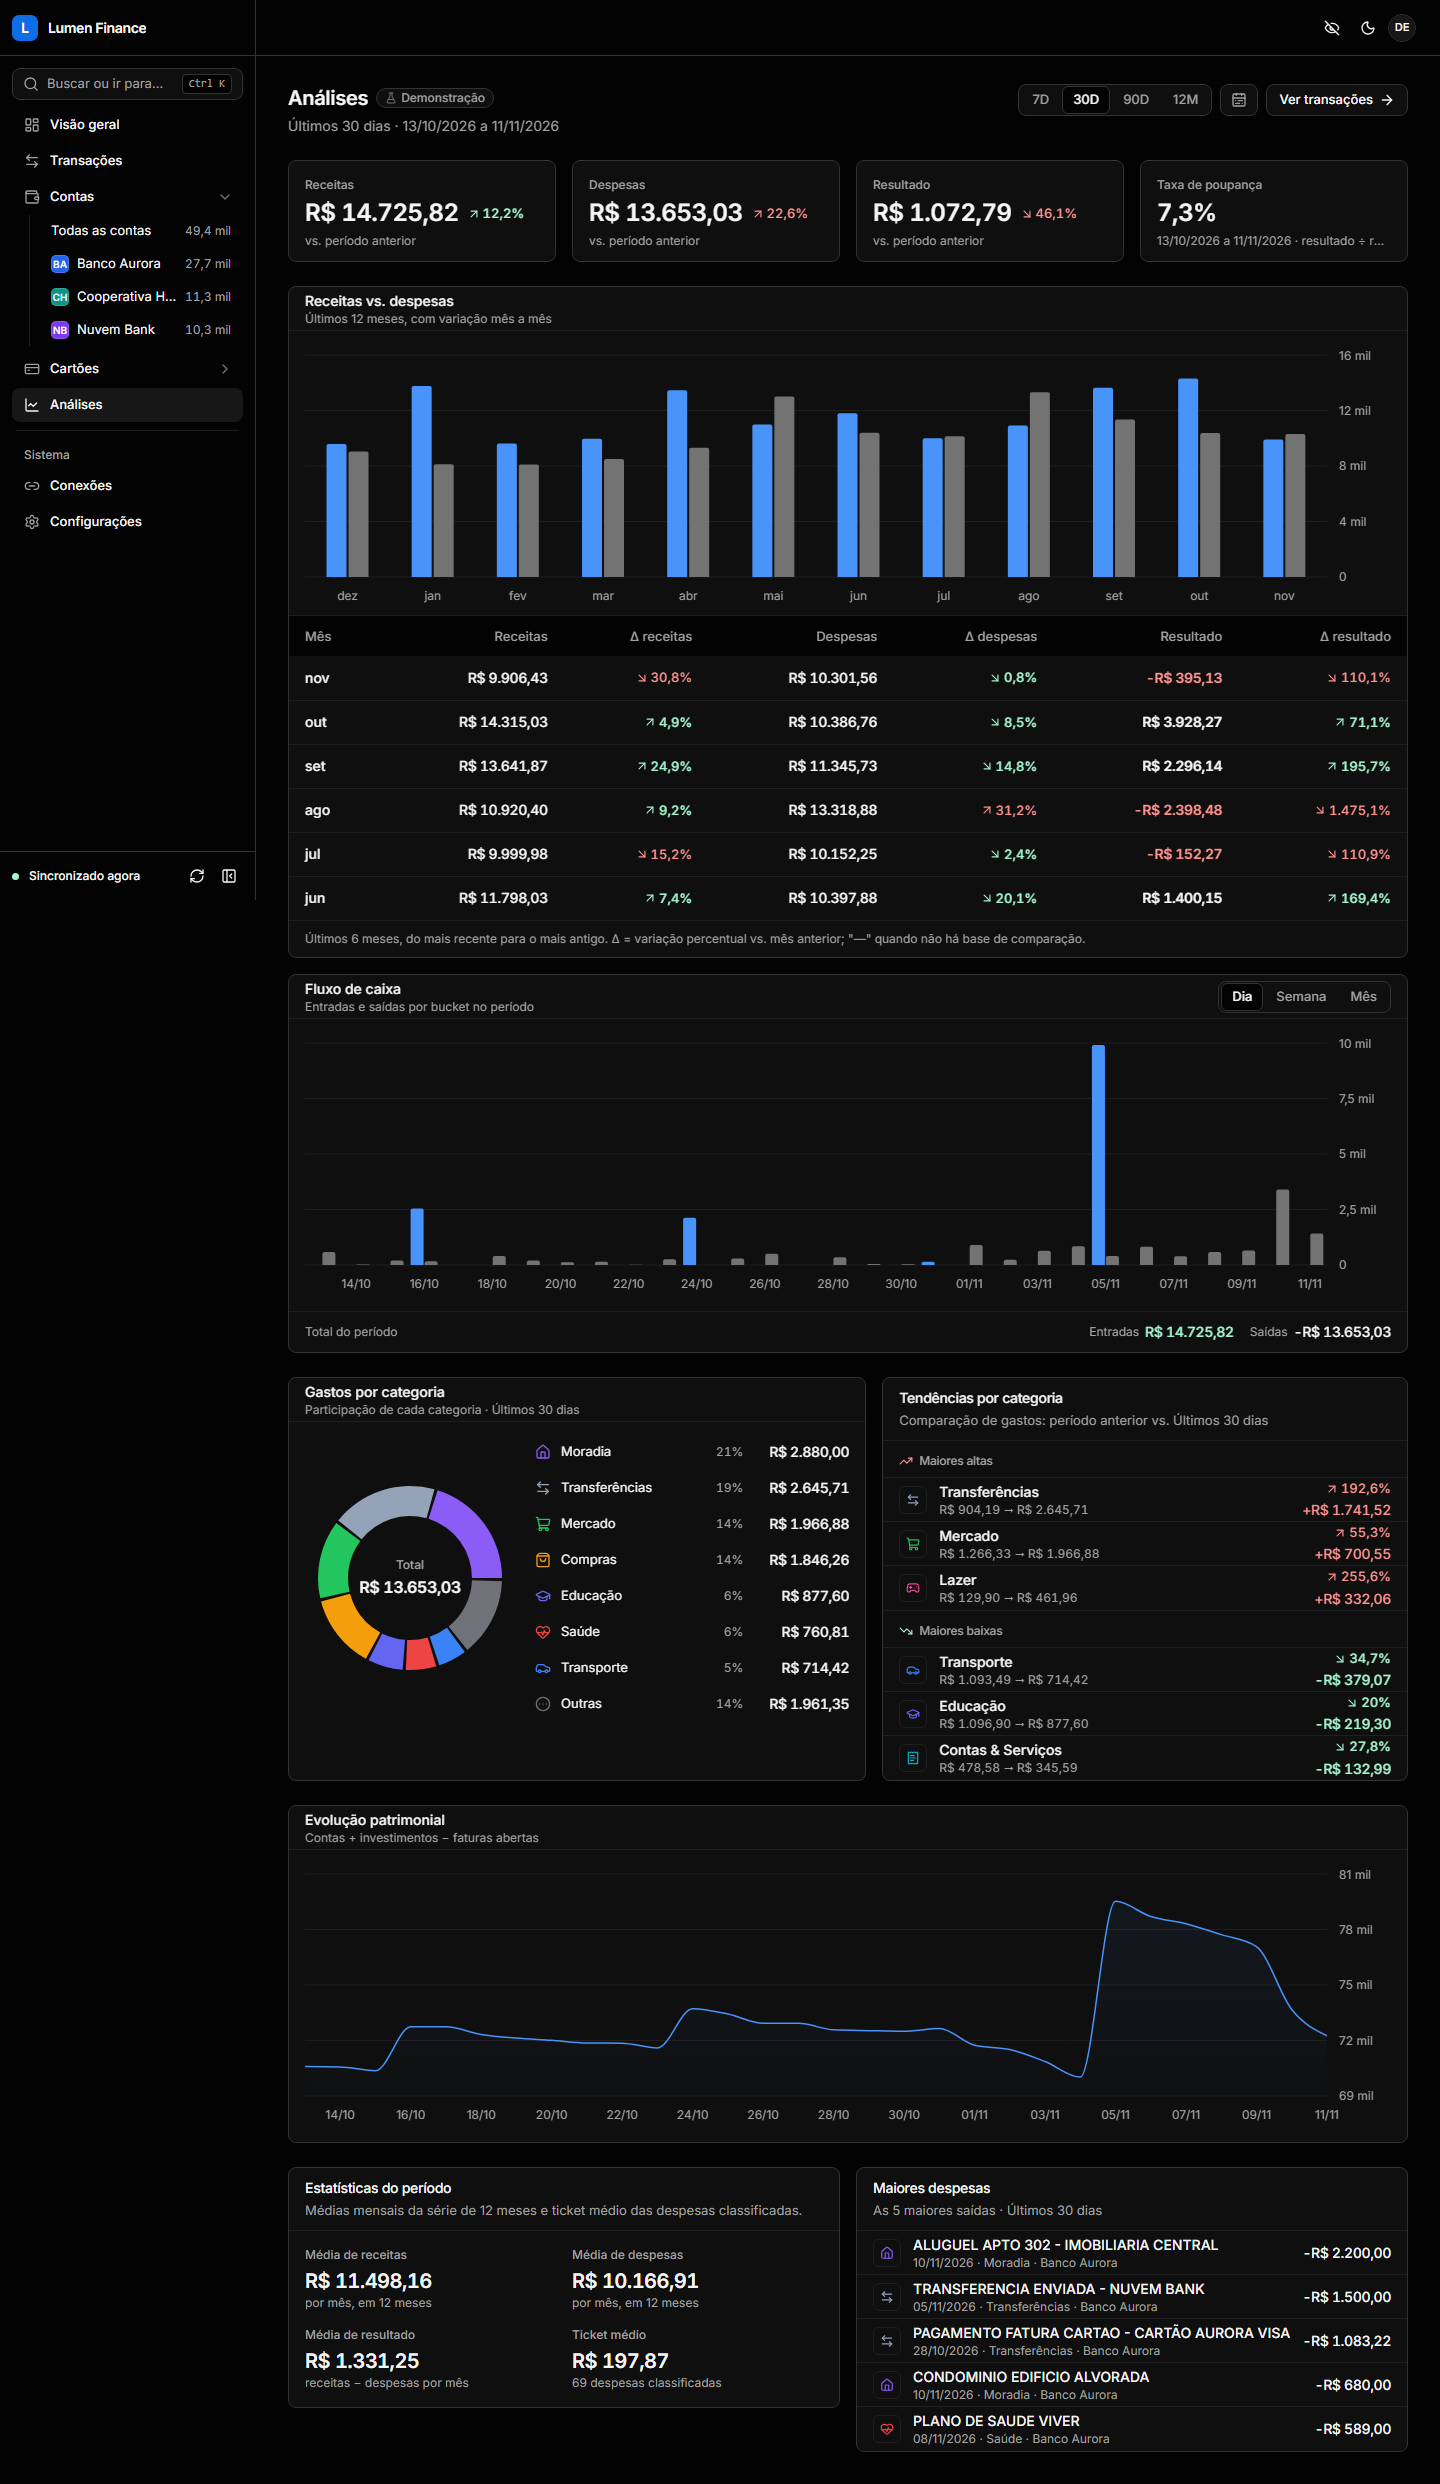 L Lumen Finance
DE
Buscar ou ir para... Ctrl K
Visão geral
Transações
Contas
Todas as contas 49,4 mil
BA Banco Aurora 27,7 mil
CH Cooperativa H... 11,3 mil
NB Nuvem Bank 10,3 mil
Cartões
Análises
Sistema
Conexões
Configurações
Sincronizado agora
Análises Demonstração
Últimos 30 dias · 13/10/2026 a 11/11/2026
7D 30D 90D 12M Ver transações →
Receitas
R$ 14.725,82 ↗ 12,2%
vs. período anterior
Despesas
R$ 13.653,03 ↗ 22,6%
vs. período anterior
Resultado
R$ 1.072,79 ↘ 46,1%
vs. período anterior
Taxa de poupança
7,3%
13/10/2026 a 11/11/2026 · resultado ÷ r...
Receitas vs. despesas
Últimos 12 meses, com variação mês a mês
16 mil
12 mil
8 mil
4 mil
0
dez jan fev mar abr mai jun jul ago set out nov
Mês Receitas Δ receitas Despesas Δ despesas Resultado Δ resultado
nov R$ 9.906,43 ↘ 30,8% R$ 10.301,56 ↘ 0,8% -R$ 395,13 ↘ 110,1%
out R$ 14.315,03 ↗ 4,9% R$ 10.386,76 ↘ 8,5% R$ 3.928,27 ↗ 71,1%
set R$ 13.641,87 ↗ 24,9% R$ 11.345,73 ↘ 14,8% R$ 2.296,14 ↗ 195,7%
ago R$ 10.920,40 ↗ 9,2% R$ 13.318,88 ↗ 31,2% -R$ 2.398,48 ↘ 1.475,1%
jul R$ 9.999,98 ↘ 15,2% R$ 10.152,25 ↘ 2,4% -R$ 152,27 ↘ 110,9%
jun R$ 11.798,03 ↗ 7,4% R$ 10.397,88 ↘ 20,1% R$ 1.400,15 ↗ 169,4%
Últimos 6 meses, do mais recente para o mais antigo. Δ = variação percentual vs. mês anterior; "—" quando não há base de comparação.
Fluxo de caixa
Entradas e saídas por bucket no período
Dia Semana Mês
10 mil
7,5 mil
5 mil
2,5 mil
0
14/10 16/10 18/10 20/10 22/10 24/10 26/10 28/10 30/10 01/11 03/11 05/11 07/11 09/11 11/11
Total do período Entradas R$ 14.725,82 Saídas -R$ 13.653,03
Gastos por categoria
Participação de cada categoria · Últimos 30 dias
Total
R$ 13.653,03
Moradia 21% R$ 2.880,00
Transferências 19% R$ 2.645,71
Mercado 14% R$ 1.966,88
Compras 14% R$ 1.846,26
Educação 6% R$ 877,60
Saúde 6% R$ 760,81
Transporte 5% R$ 714,42
Outras 14% R$ 1.961,35
Tendências por categoria
Comparação de gastos: período anterior vs. Últimos 30 dias
Maiores altas
Transferências ↗ 192,6%
R$ 904,19 → R$ 2.645,71 +R$ 1.741,52
Mercado ↗ 55,3%
R$ 1.266,33 → R$ 1.966,88 +R$ 700,55
Lazer ↗ 255,6%
R$ 129,90 → R$ 461,96 +R$ 332,06
Maiores baixas
Transporte ↘ 34,7%
R$ 1.093,49 → R$ 714,42 -R$ 379,07
Educação ↘ 20%
R$ 1.096,90 → R$ 877,60 -R$ 219,30
Contas & Serviços ↘ 27,8%
R$ 478,58 → R$ 345,59 -R$ 132,99
Evolução patrimonial
Contas + investimentos − faturas abertas
81 mil
78 mil
75 mil
72 mil
69 mil
14/10 16/10 18/10 20/10 22/10 24/10 26/10 28/10 30/10 01/11 03/11 05/11 07/11 09/11 11/11
Estatísticas do período
Médias mensais da série de 12 meses e ticket médio das despesas classificadas.
Média de receitas
R$ 11.498,16
por mês, em 12 meses
Média de despesas
R$ 10.166,91
por mês, em 12 meses
Média de resultado
R$ 1.331,25
receitas − despesas por mês
Ticket médio
R$ 197,87
69 despesas classificadas
Maiores despesas
As 5 maiores saídas · Últimos 30 dias
ALUGUEL APTO 302 - IMOBILIARIA CENTRAL -R$ 2.200,00
10/11/2026 · Moradia · Banco Aurora
TRANSFERENCIA ENVIADA - NUVEM BANK -R$ 1.500,00
05/11/2026 · Transferências · Banco Aurora
PAGAMENTO FATURA CARTAO - CARTÃO AURORA VISA -R$ 1.083,22
28/10/2026 · Transferências · Banco Aurora
CONDOMINIO EDIFICIO ALVORADA -R$ 680,00
10/11/2026 · Moradia · Banco Aurora
PLANO DE SAUDE VIVER -R$ 589,00
08/11/2026 · Saúde · Banco Aurora